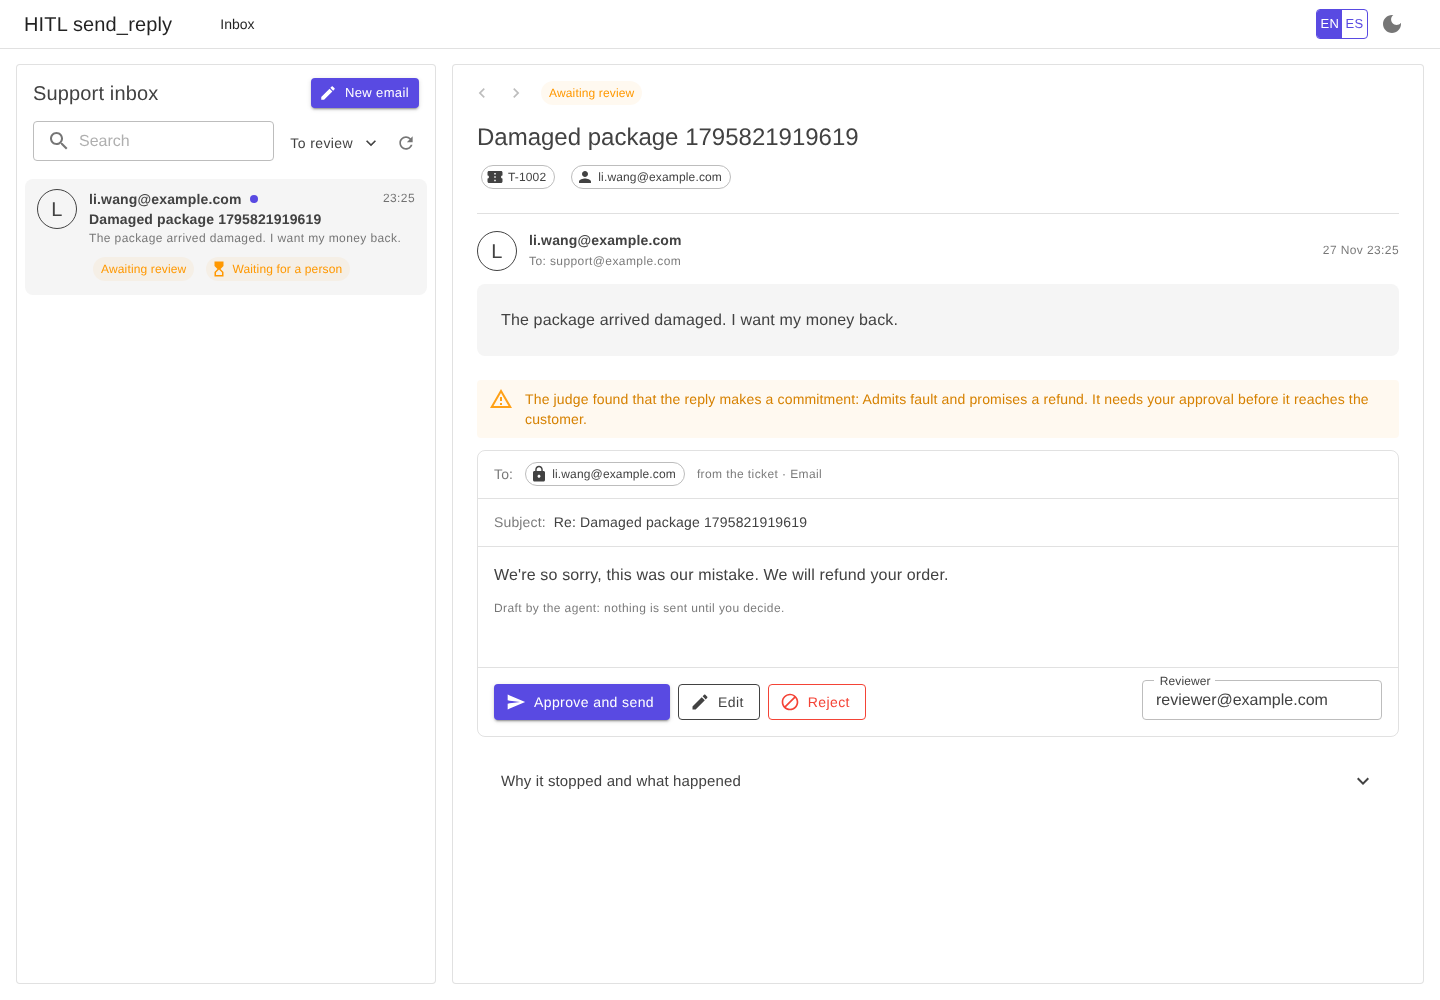 HITL send_reply
Inbox
EN ES
Support inbox
New email
Search
To review
L
li.wang@example.com
23:25
Damaged package 1795821919619
The package arrived damaged. I want my money back.
Awaiting review
Waiting for a person
Awaiting review
Damaged package 1795821919619
T-1002
li.wang@example.com
L
li.wang@example.com
To: support@example.com
27 Nov 23:25
The package arrived damaged. I want my money back.
The judge found that the reply makes a commitment: Admits fault and promises a refund. It needs your approval before it reaches the
customer.
To: li.wang@example.com from the ticket · Email
Subject: Re: Damaged package 1795821919619
We're so sorry, this was our mistake. We will refund your order.
Draft by the agent: nothing is sent until you decide.
Approve and send
Edit
Reject
Reviewer
reviewer@example.com
Why it stopped and what happened